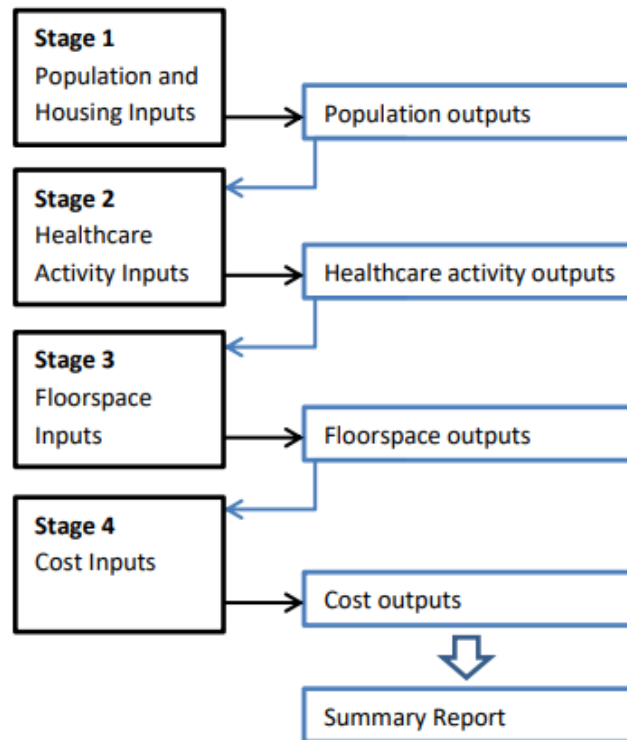 Stage 1
Population and
Housing Inputs
Population outputs
Stage 2
Healthcare
Activity Inputs
Healthcare activity outputs
Stage 3
Floorspace
Inputs
Floorspace outputs
Stage 4
Cost Inputs
Cost outputs
Summary Report